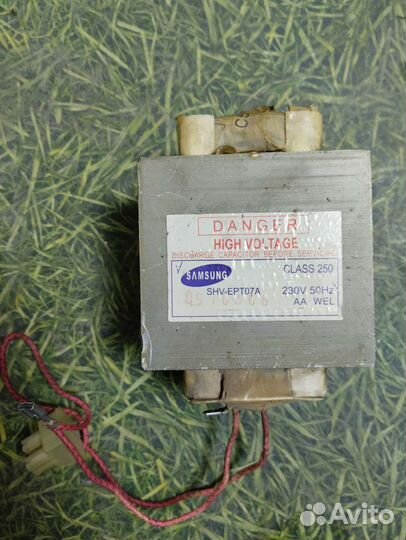 DANGER
HIGH VOLTAGE
DISCHARGE CAPACITOR BEFORE SERVICING
SAMSUNG CLASS 250
SHV-EPT07A 230V 50Hz
AA WEL
Avito